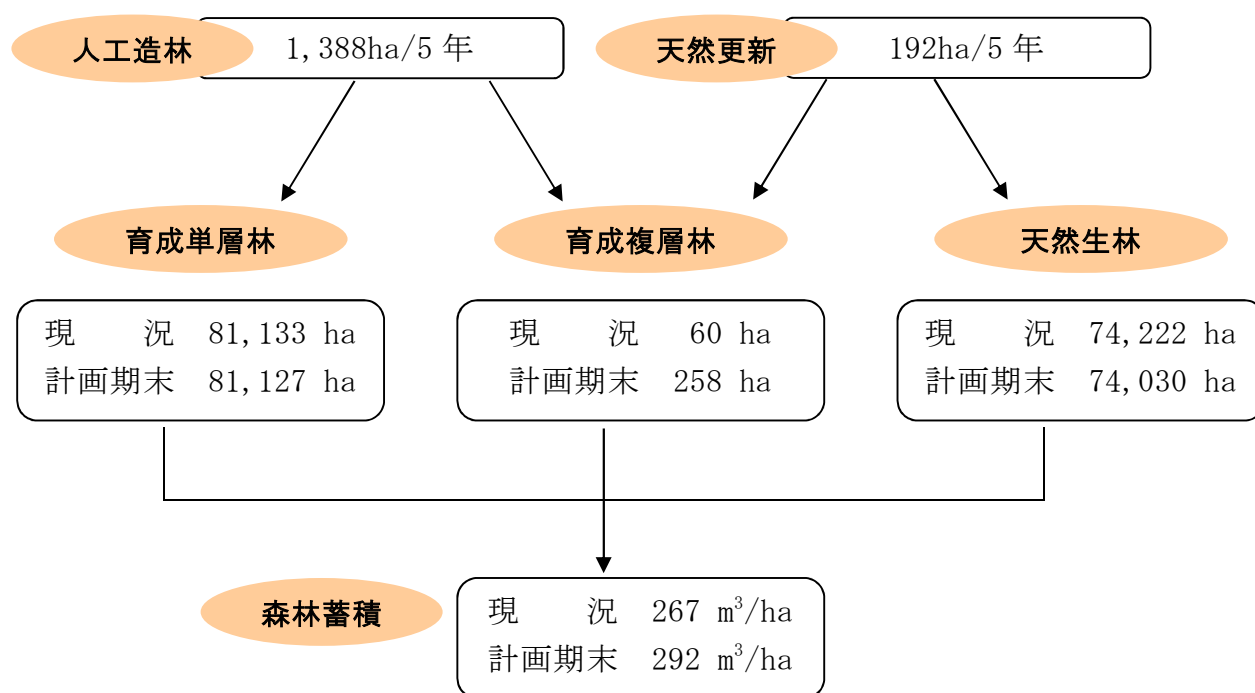 人工造林
1,388ha/5 年
天然更新
192ha/5 年
育成単層林
育成複層林
天然生林
現　　況　81,133 ha
計画期末　81,127 ha
現　　況　60 ha
計画期末　258 ha
現　　況　74,222 ha
計画期末　74,030 ha
森林蓄積
現　　況　267 m³/ha
計画期末　292 m³/ha